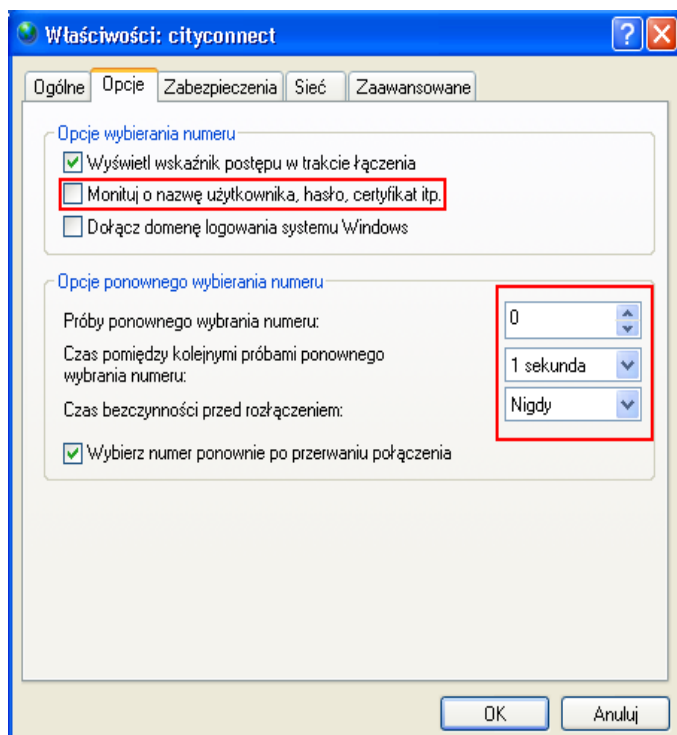 Właściwości: cityconnect
Ogólne Opcje Zabezpieczenia Sieć Zaawansowane
Opcje wybierania numeru
Wyświetl wskaźnik postępu w trakcie łączenia
Monituj o nazwę użytkownika, hasło, certyfikat itp.
Dołącz domenę logowania systemu Windows
Opcje ponownego wybierania numeru
Próby ponownego wybrania numeru: 0
Czas pomiędzy kolejnymi próbami ponownego
wybrania numeru: 1 sekunda
Czas bezczynności przed rozłączeniem: Nigdy
Wybierz numer ponownie po przerwaniu połączenia
OK Anuluj